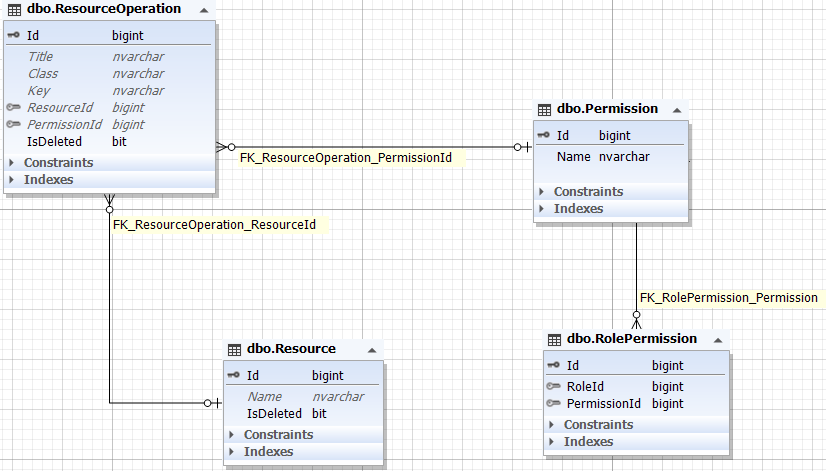 dbo.ResourceOperation
Id bigint
Title nvarchar
Class nvarchar
Key nvarchar
ResourceId bigint
PermissionId bigint
IsDeleted bit
Constraints
Indexes
FK_ResourceOperation_PermissionId
dbo.Permission
Id bigint
Name nvarchar
Constraints
Indexes
FK_ResourceOperation_ResourceId
FK_RolePermission_Permission
dbo.Resource
Id bigint
Name nvarchar
IsDeleted bit
Constraints
Indexes
dbo.RolePermission
Id bigint
RoleId bigint
PermissionId bigint
Constraints
Indexes